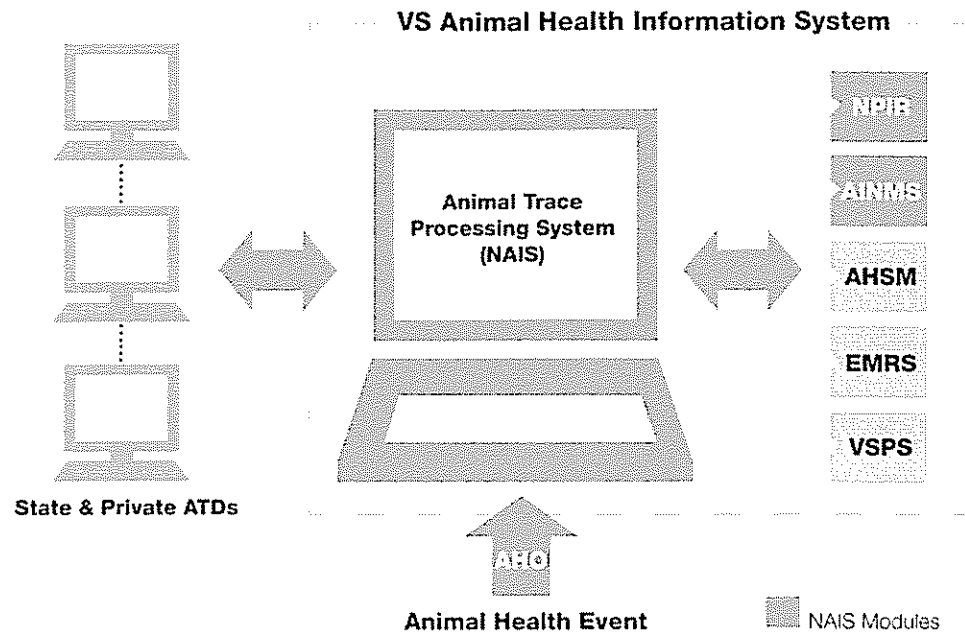 VS Animal Health Information System
Animal Trace
Processing System
(NAIS)
NPIR
AINMS
AHSM
EMRS
VSPS
State & Private ATDs
AHO
Animal Health Event
NAIS Modules